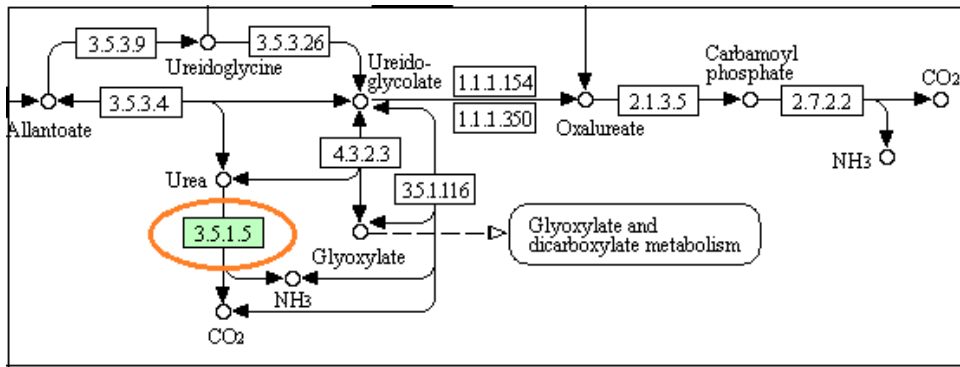 3.5.3.9
3.5.3.26
Ureidoglycine
Ureido-
glycolate
Carbamoyl
phosphate
CO2
3.5.3.4
1.1.1.154
1.1.1.350
2.1.3.5
2.7.2.2
Allantoate
Oxalureate
NH3
4.3.2.3
Urea
3.5.1.116
3.5.1.5
Glyoxylate
Glyoxylate and
dicarboxylate metabolism
NH3
CO2